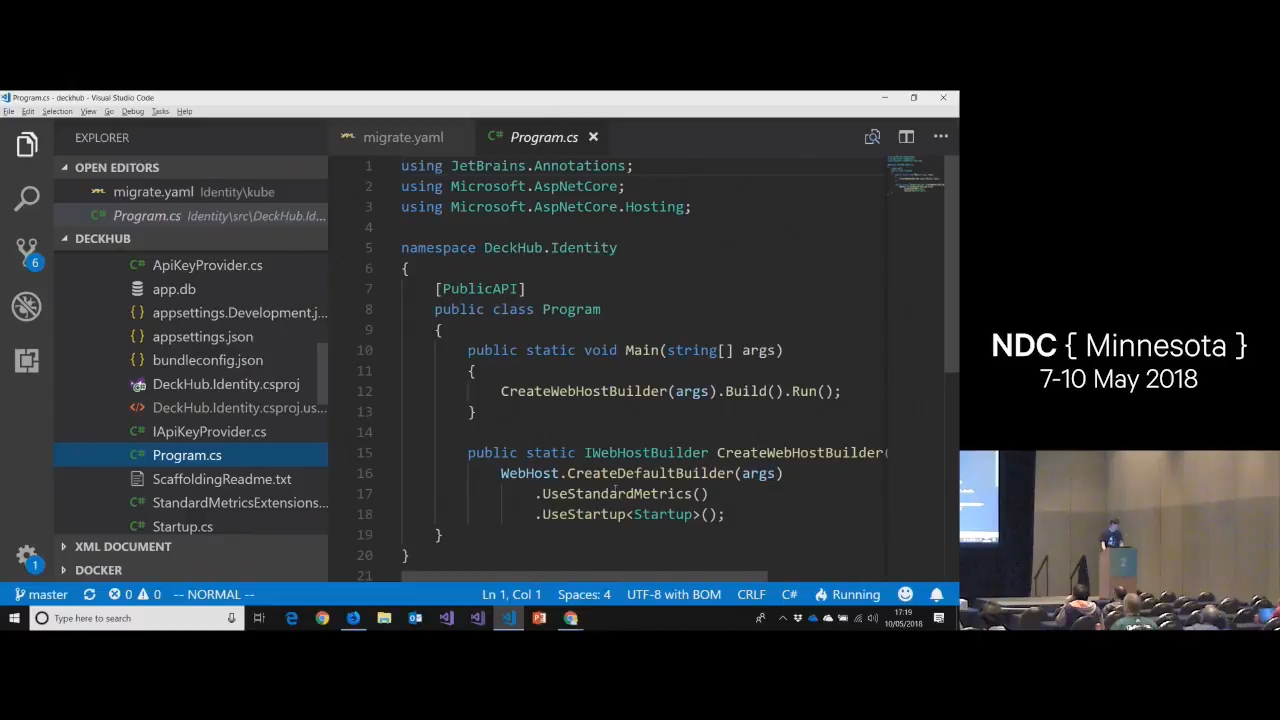 Program.cs - deckhub - Visual Studio Code
File Edit Selection View Go Debug Tasks Help
EXPLORER
OPEN EDITORS
migrate.yaml Identity\kube
Program.cs Identity\src\DeckHub.Id...
DECKHUB
ApiKeyProvider.cs
app.db
appsettings.Development.j...
appsettings.json
bundleconfig.json
DeckHub.Identity.csproj
DeckHub.Identity.csproj.us...
IApiKeyProvider.cs
Program.cs
ScaffoldingReadme.txt
StandardMetricsExtensions...
Startup.cs
XML DOCUMENT
DOCKER
6
1
migrate.yaml
C# Program.cs
1 using JetBrains.Annotations;
2 using Microsoft.AspNetCore;
3 using Microsoft.AspNetCore.Hosting;
4
5 namespace DeckHub.Identity
6 {
7 [PublicAPI]
8 public class Program
9 {
10 public static void Main(string[] args)
11 {
12 CreateWebHostBuilder(args).Build().Run();
13 }
14
15 public static IWebHostBuilder CreateWebHostBuilder(
16 WebHost.CreateDefaultBuilder(args)
17 .UseStandardMetrics()
18 .UseStartup<Startup>();
19 }
20 }
21
master 0 0 -- NORMAL -- Ln 1, Col 1 Spaces: 4 UTF-8 with BOM CRLF C# Running
Type here to search
17:19
10/05/2018
NDC { Minnesota }
7-10 May 2018
2